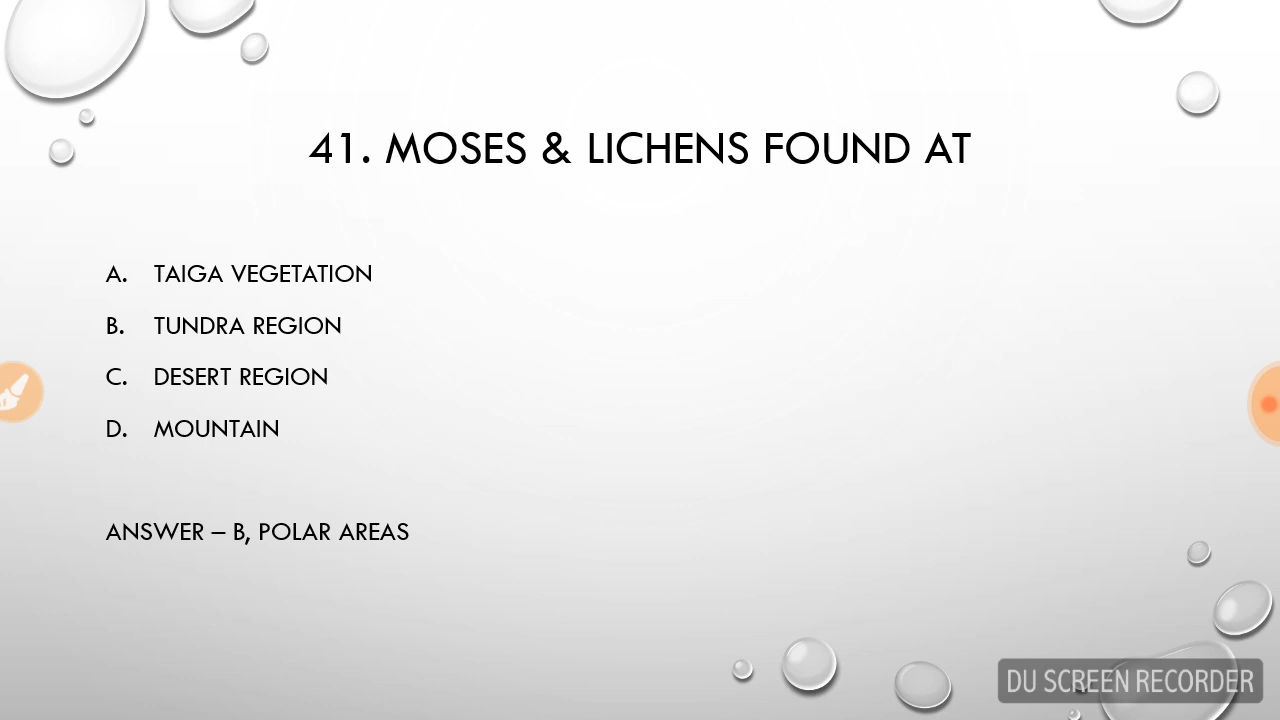 41. MOSES & LICHENS FOUND AT
A. TAIGA VEGETATION
B. TUNDRA REGION
C. DESERT REGION
D. MOUNTAIN
ANSWER – B, POLAR AREAS
DU SCREEN RECORDER